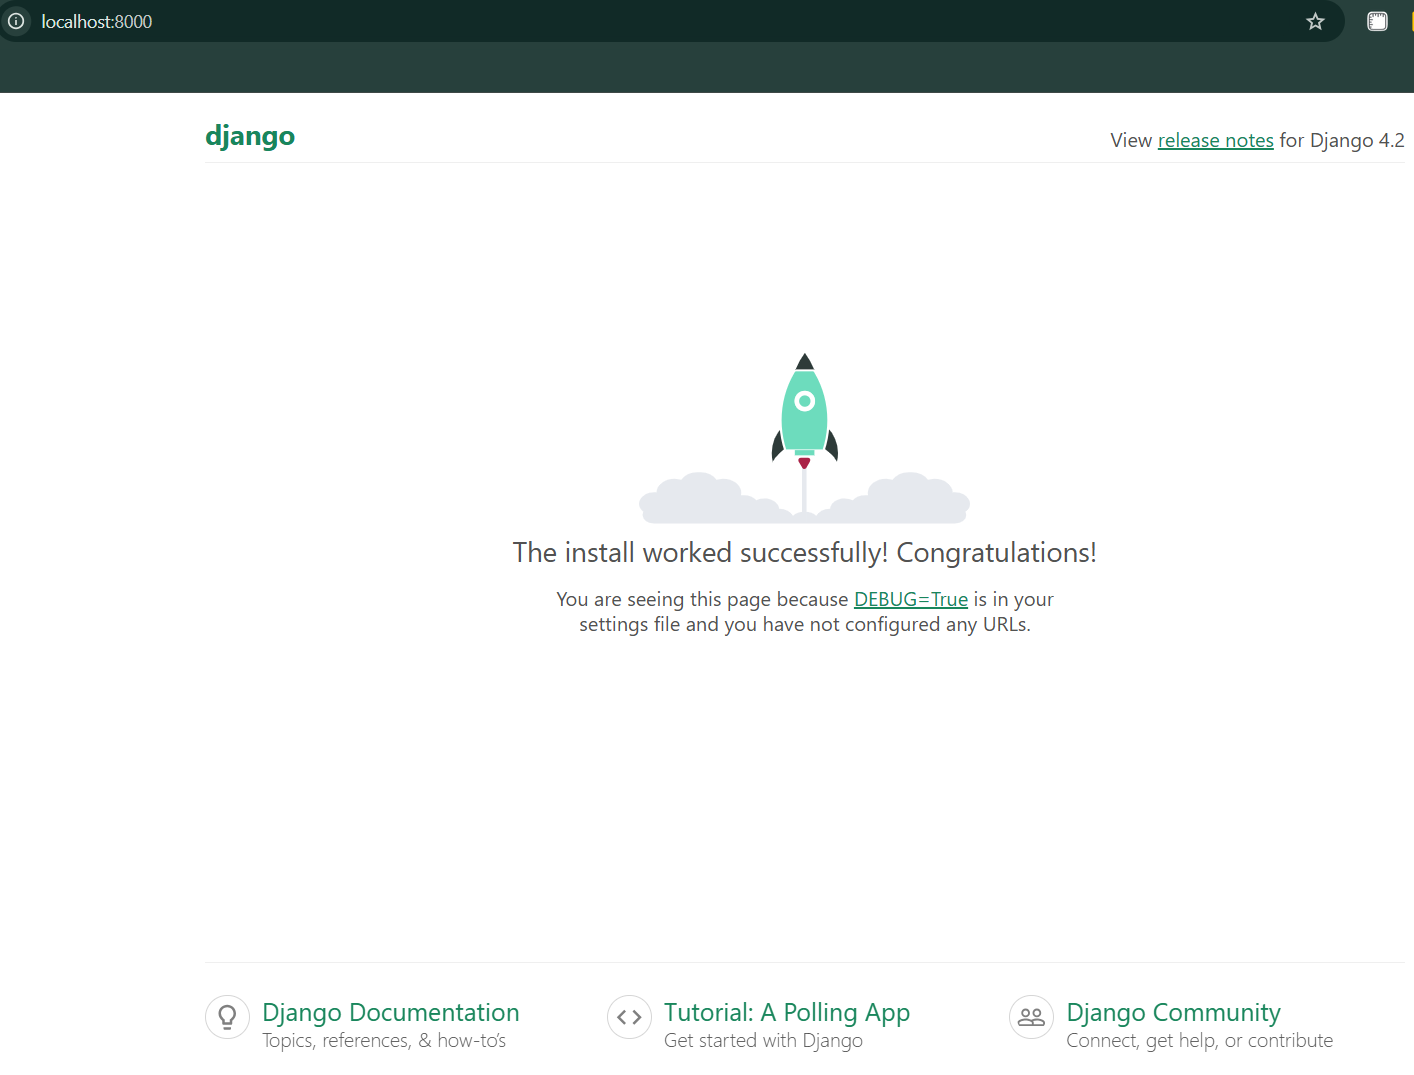 localhost:8000
django
View release notes for Django 4.2
The install worked successfully! Congratulations!
You are seeing this page because DEBUG=True is in your
settings file and you have not configured any URLs.
Django Documentation
Topics, references, & how-to’s
Tutorial: A Polling App
Get started with Django
Django Community
Connect, get help, or contribute